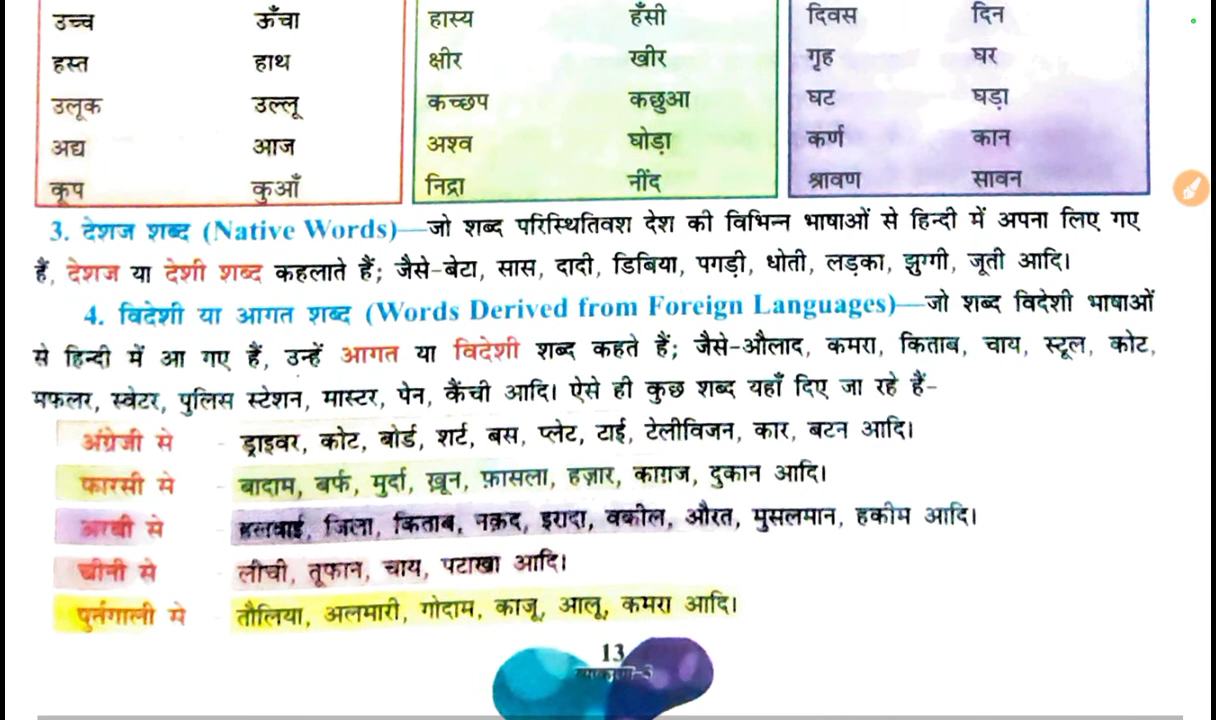 उच्च ऊँचा हास्य हँसी दिवस दिन
हस्त हाथ क्षीर खीर गृह घर
उलूक उल्लू कच्छप कछुआ घट घड़ा
अद्य आज अश्व घोड़ा कर्ण कान
कूप कुआँ निद्रा नींद श्रावण सावन
3. देशज शब्द (Native Words)—जो शब्द परिस्थितिवश देश की विभिन्न भाषाओं से हिन्दी में अपना लिए गए
हैं, देशज या देशी शब्द कहलाते हैं; जैसे-बेटा, सास, दादी, डिबिया, पगड़ी, धोती, लड़का, झुग्गी, जूती आदि।
4. विदेशी या आगत शब्द (Words Derived from Foreign Languages)—जो शब्द विदेशी भाषाओं
से हिन्दी में आ गए हैं, उन्हें आगत या विदेशी शब्द कहते हैं; जैसे-औलाद, कमरा, किताब, चाय, स्टूल, कोट,
मफलर, स्वेटर, पुलिस स्टेशन, मास्टर, पेन, कैंची आदि। ऐसे ही कुछ शब्द यहाँ दिए जा रहे हैं-
अंग्रेजी से - ड्राइवर, कोट, बोर्ड, शर्ट, बस, प्लेट, टाई, टेलीविजन, कार, बटन आदि।
फारसी से - बादाम, बर्फ, मुर्दा, ख़ून, फ़ासला, हज़ार, काग़ज, दुकान आदि।
अरबी से - हलवाई, जिला, किताब, नक़द, इरादा, वकील, औरत, मुसलमान, हकीम आदि।
चीनी से - लीची, तूफान, चाय, पटाखा आदि।
पुर्तगाली से - तौलिया, अलमारी, गोदाम, काजू, आलू, कमरा आदि।
13
व्याकरण-3